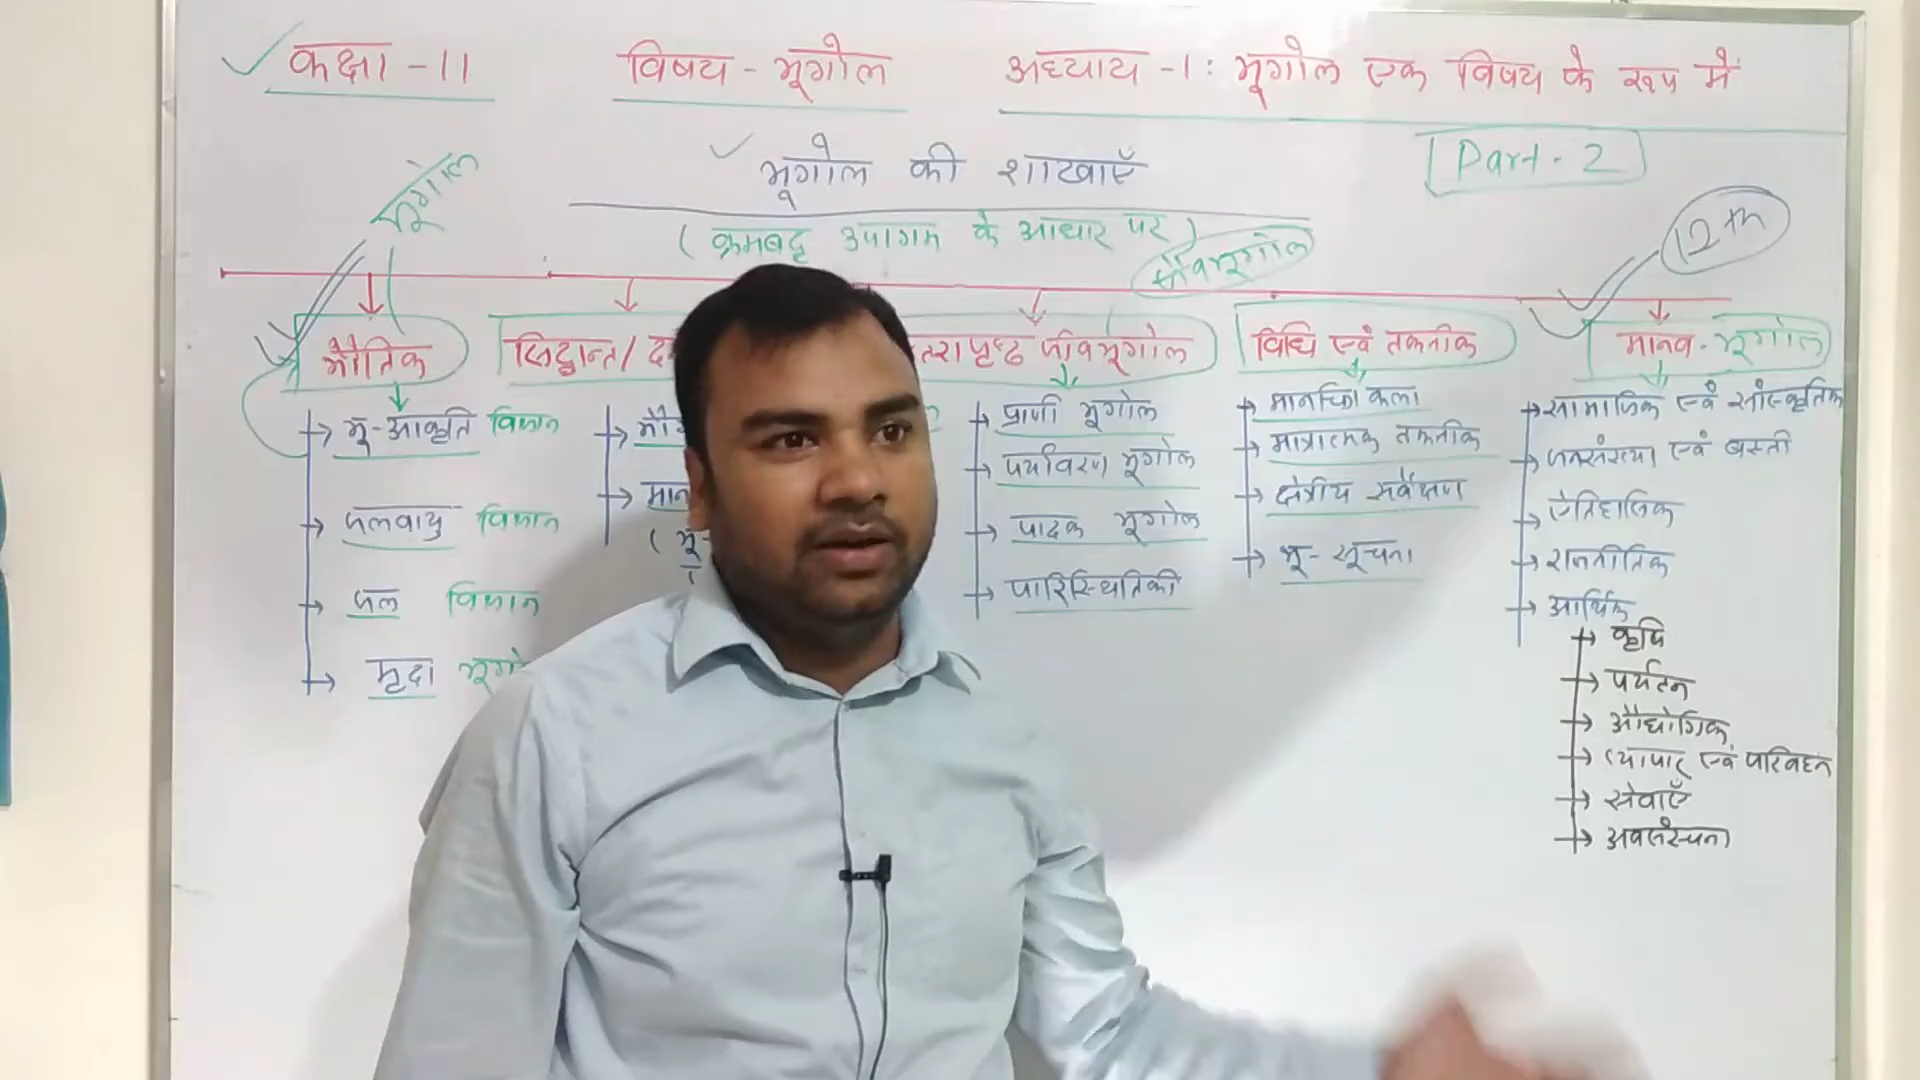 कक्षा - 11 विषय - भूगोल अध्याय - 1 : भूगोल एक विषय के रूप में
भूगोल की शाखाएँ
Part - 2
भूगोल
12th
( क्रमबद्ध उपागम के आधार पर )
जैवभूगोल
भौतिक
भू-आकृति विज्ञान
जलवायु विज्ञान
जल विज्ञान
मृदा
सिद्धान्त/
जीवभूगोल
प्राणी भूगोल
पर्यावरण भूगोल
पादक भूगोल
पारिस्थितिकी
विधि एवं तकनीक
मानचित्र कला
मात्रात्मक तकनीक
क्षेत्रीय सर्वेक्षण
भू-सूचना
मानव-भूगोल
सामाजिक एवं सांस्कृतिक
जनसंख्या एवं बस्ती
ऐतिहासिक
राजनीतिक
आर्थिक
कृषि
पर्यटन
औद्योगिक
व्यापार एवं परिवहन
सेवाएँ
अवसंरचना